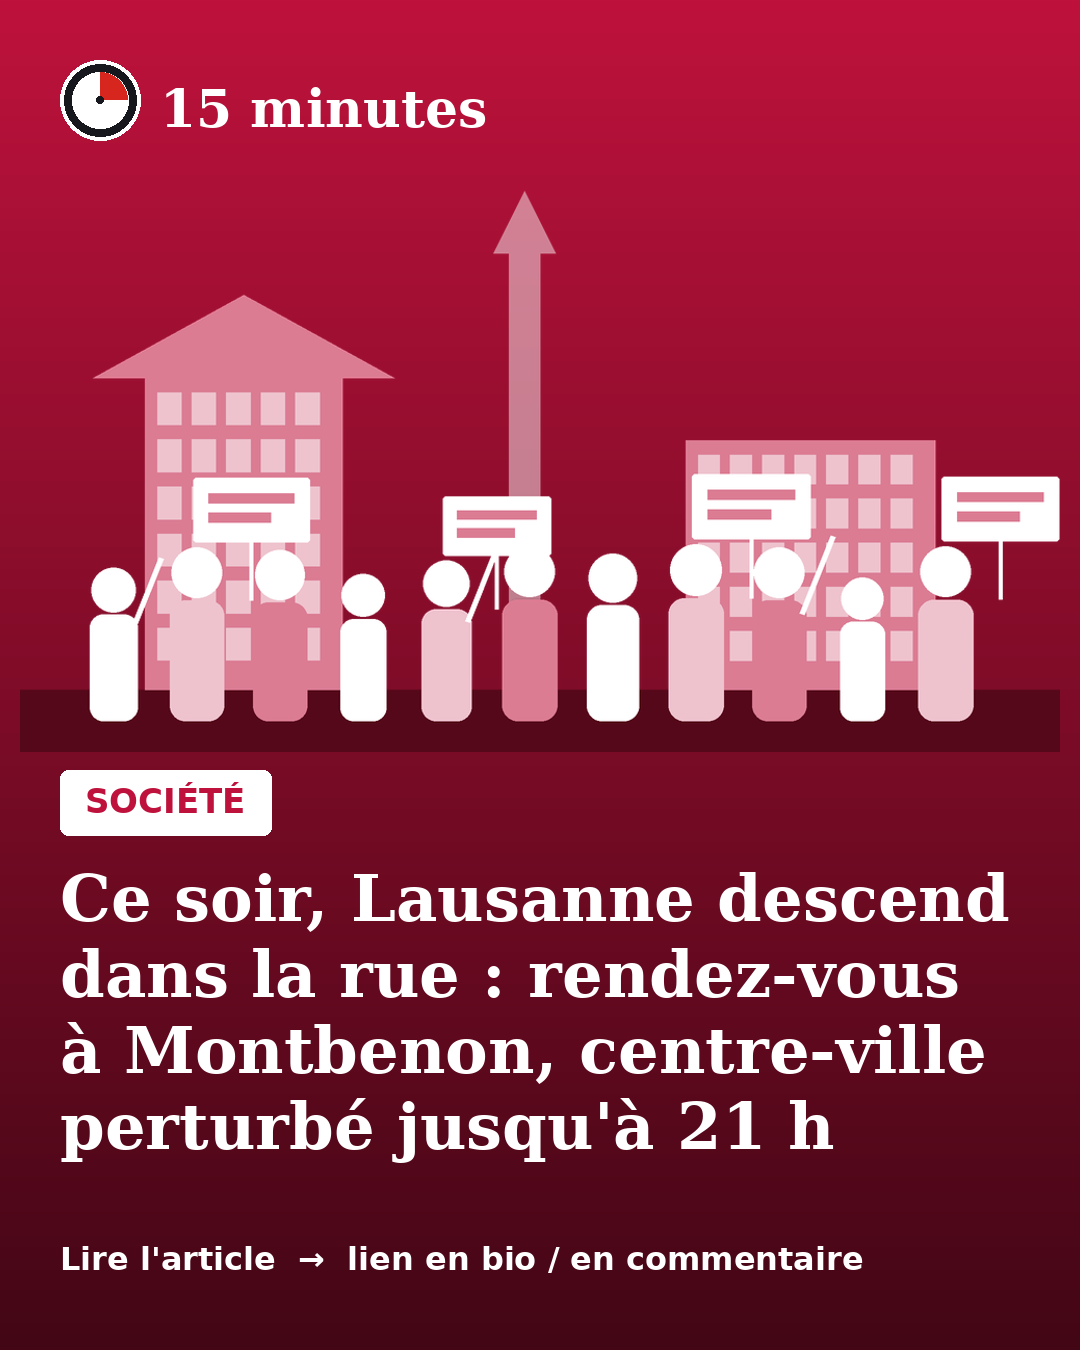 15 minutes
SOCIÉTÉ
Ce soir, Lausanne descend
dans la rue : rendez-vous
à Montbenon, centre-ville
perturbé jusqu'à 21 h
Lire l'article → lien en bio / en commentaire